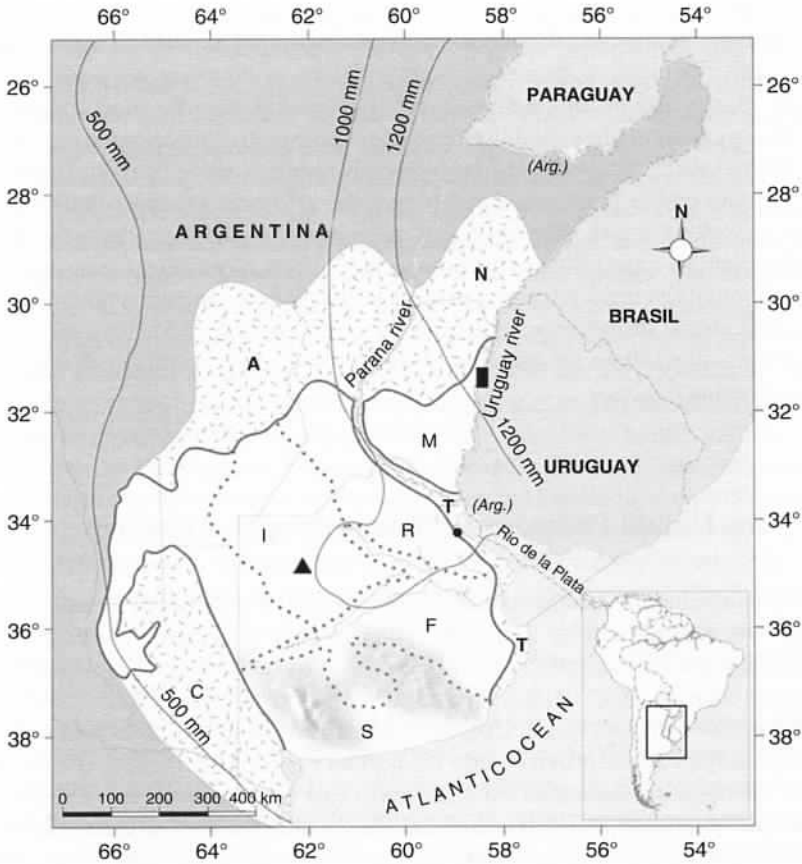 66° 64° 62° 60° 58° 56° 54°
26°
28°
30°
32°
34°
36°
38°
26°
28°
30°
32°
34°
36°
38°
500 mm
1000 mm
1200 mm
PARAGUAY
(Arg.)
ARGENTINA
N
N
BRASIL
A
Parana river
Uruguay river
M
1200 mm
URUGUAY
T
(Arg.)
I
R
Rio de la Plata
F
T
C
500 mm
S
ATLANTIC OCEAN
0 100 200 300 400 km
66° 64° 62° 60° 58° 56° 54°